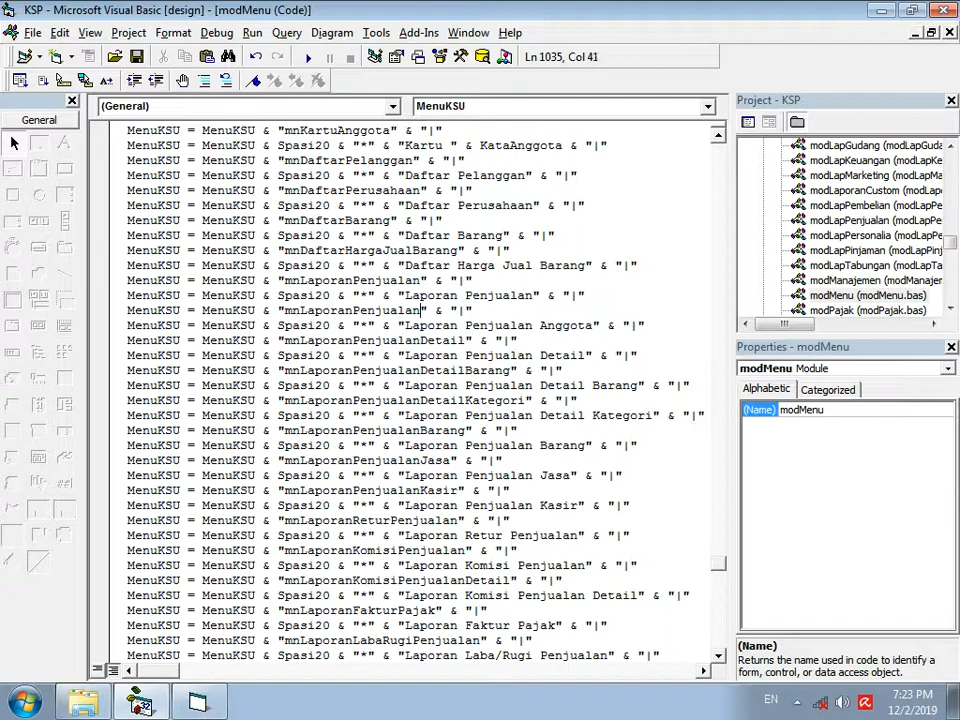 KSP - Microsoft Visual Basic [design] - [modMenu (Code)]
File Edit View Project Format Debug Run Query Diagram Tools Add-Ins Window Help
Ln 1035, Col 41
General
(General) MenuKSU
MenuKSU = MenuKSU & "mnKartuAnggota" & "|"
MenuKSU = MenuKSU & Spasi20 & "*" & "Kartu " & KataAnggota & "|"
MenuKSU = MenuKSU & "mnDaftarPelanggan" & "|"
MenuKSU = MenuKSU & Spasi20 & "*" & "Daftar Pelanggan" & "|"
MenuKSU = MenuKSU & "mnDaftarPerusahaan" & "|"
MenuKSU = MenuKSU & Spasi20 & "*" & "Daftar Perusahaan" & "|"
MenuKSU = MenuKSU & "mnDaftarBarang" & "|"
MenuKSU = MenuKSU & Spasi20 & "*" & "Daftar Barang" & "|"
MenuKSU = MenuKSU & "mnDaftarHargaJualBarang" & "|"
MenuKSU = MenuKSU & Spasi20 & "*" & "Daftar Harga Jual Barang" & "|"
MenuKSU = MenuKSU & "mnLaporanPenjualan" & "|"
MenuKSU = MenuKSU & Spasi20 & "*" & "Laporan Penjualan" & "|"
MenuKSU = MenuKSU & "mnLaporanPenjualan" & "|"
MenuKSU = MenuKSU & Spasi20 & "*" & "Laporan Penjualan Anggota" & "|"
MenuKSU = MenuKSU & "mnLaporanPenjualanDetail" & "|"
MenuKSU = MenuKSU & Spasi20 & "*" & "Laporan Penjualan Detail" & "|"
MenuKSU = MenuKSU & "mnLaporanPenjualanDetailBarang" & "|"
MenuKSU = MenuKSU & Spasi20 & "*" & "Laporan Penjualan Detail Barang" & "|"
MenuKSU = MenuKSU & "mnLaporanPenjualanDetailKategori" & "|"
MenuKSU = MenuKSU & Spasi20 & "*" & "Laporan Penjualan Detail Kategori" & "|"
MenuKSU = MenuKSU & "mnLaporanPenjualanBarang" & "|"
MenuKSU = MenuKSU & Spasi20 & "*" & "Laporan Penjualan Barang" & "|"
MenuKSU = MenuKSU & "mnLaporanPenjualanJasa" & "|"
MenuKSU = MenuKSU & Spasi20 & "*" & "Laporan Penjualan Jasa" & "|"
MenuKSU = MenuKSU & "mnLaporanPenjualanKasir" & "|"
MenuKSU = MenuKSU & Spasi20 & "*" & "Laporan Penjualan Kasir" & "|"
MenuKSU = MenuKSU & "mnLaporanReturPenjualan" & "|"
MenuKSU = MenuKSU & Spasi20 & "*" & "Laporan Retur Penjualan" & "|"
MenuKSU = MenuKSU & "mnLaporanKomisiPenjualan" & "|"
MenuKSU = MenuKSU & Spasi20 & "*" & "Laporan Komisi Penjualan" & "|"
MenuKSU = MenuKSU & "mnLaporanKomisiPenjualanDetail" & "|"
MenuKSU = MenuKSU & Spasi20 & "*" & "Laporan Komisi Penjualan Detail" & "|"
MenuKSU = MenuKSU & "mnLaporanFakturPajak" & "|"
MenuKSU = MenuKSU & Spasi20 & "*" & "Laporan Faktur Pajak" & "|"
MenuKSU = MenuKSU & "mnLaporanLabaRugiPenjualan" & "|"
MenuKSU = MenuKSU & Spasi20 & "*" & "Laporan Laba/Rugi Penjualan" & "|"
Project - KSP
modLapGudang (modLapGu
modLapKeuangan (modLapKe
modLapMarketing (modLapM
modLaporanCustom (modLapo
modLapPembelian (modLapPe
modLapPenjualan (modLapPe
modLapPersonalia (modLapPe
modLapPinjaman (modLapPinj
modLapTabungan (modLapTa
modManajemen (modManajer
modMenu (modMenu.bas)
modPajak (modPajak.bas)
Properties - modMenu
modMenu Module
Alphabetic Categorized
(Name) modMenu
(Name)
Returns the name used in code to identify a
form, control, or data access object.
EN
7:23 PM
12/2/2019